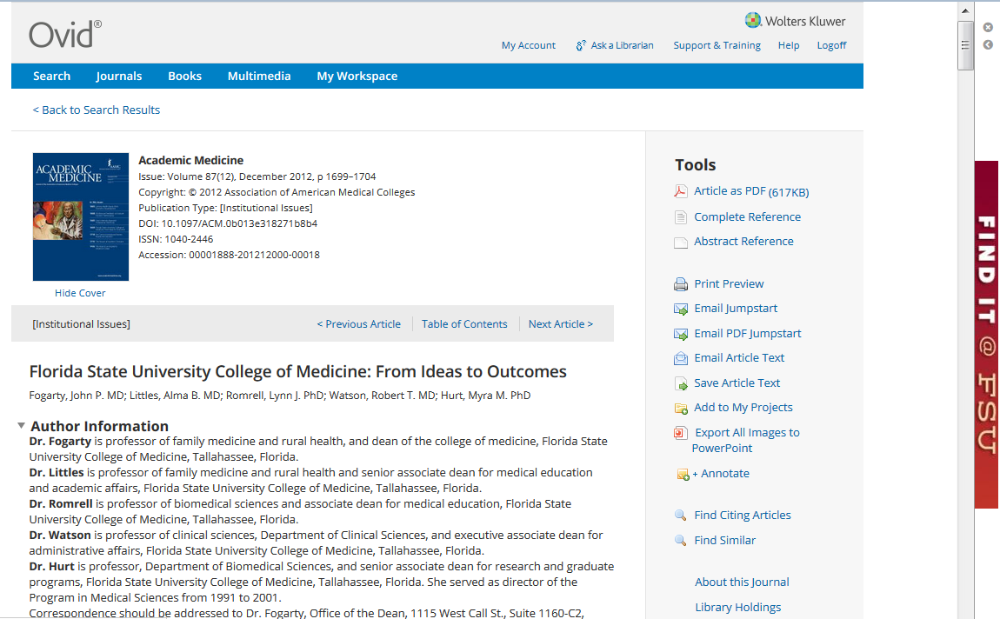 Ovid®
Wolters Kluwer
My Account
Ask a Librarian
Support & Training
Help
Logoff
Search
Journals
Books
Multimedia
My Workspace
< Back to Search Results
ACADEMIC
MEDICINE
Hide Cover
Academic Medicine
Issue: Volume 87(12), December 2012, p 1699–1704
Copyright: © 2012 Association of American Medical Colleges
Publication Type: [Institutional Issues]
DOI: 10.1097/ACM.0b013e318271b8b4
ISSN: 1040-2446
Accession: 00001888-201212000-00018
[Institutional Issues]
< Previous Article
Table of Contents
Next Article >
Florida State University College of Medicine: From Ideas to Outcomes
Fogarty, John P. MD; Littles, Alma B. MD; Romrell, Lynn J. PhD; Watson, Robert T. MD; Hurt, Myra M. PhD
Author Information
Dr. Fogarty is professor of family medicine and rural health, and dean of the college of medicine, Florida State
University College of Medicine, Tallahassee, Florida.
Dr. Littles is professor of family medicine and rural health and senior associate dean for medical education
and academic affairs, Florida State University College of Medicine, Tallahassee, Florida.
Dr. Romrell is professor of biomedical sciences and associate dean for medical education, Florida State
University College of Medicine, Tallahassee, Florida.
Dr. Watson is professor of clinical sciences, Department of Clinical Sciences, and executive associate dean for
administrative affairs, Florida State University College of Medicine, Tallahassee, Florida.
Dr. Hurt is professor, Department of Biomedical Sciences, and senior associate dean for research and graduate
programs, Florida State University College of Medicine, Tallahassee, Florida. She served as director of the
Program in Medical Sciences from 1991 to 2001.
Correspondence should be addressed to Dr. Fogarty, Office of the Dean, 1115 West Call St., Suite 1160-C2,
Tools
Article as PDF (617KB)
Complete Reference
Abstract Reference
Print Preview
Email Jumpstart
Email PDF Jumpstart
Email Article Text
Save Article Text
Add to My Projects
Export All Images to
PowerPoint
+ Annotate
Find Citing Articles
Find Similar
About this Journal
Library Holdings
FIND IT @ FSU